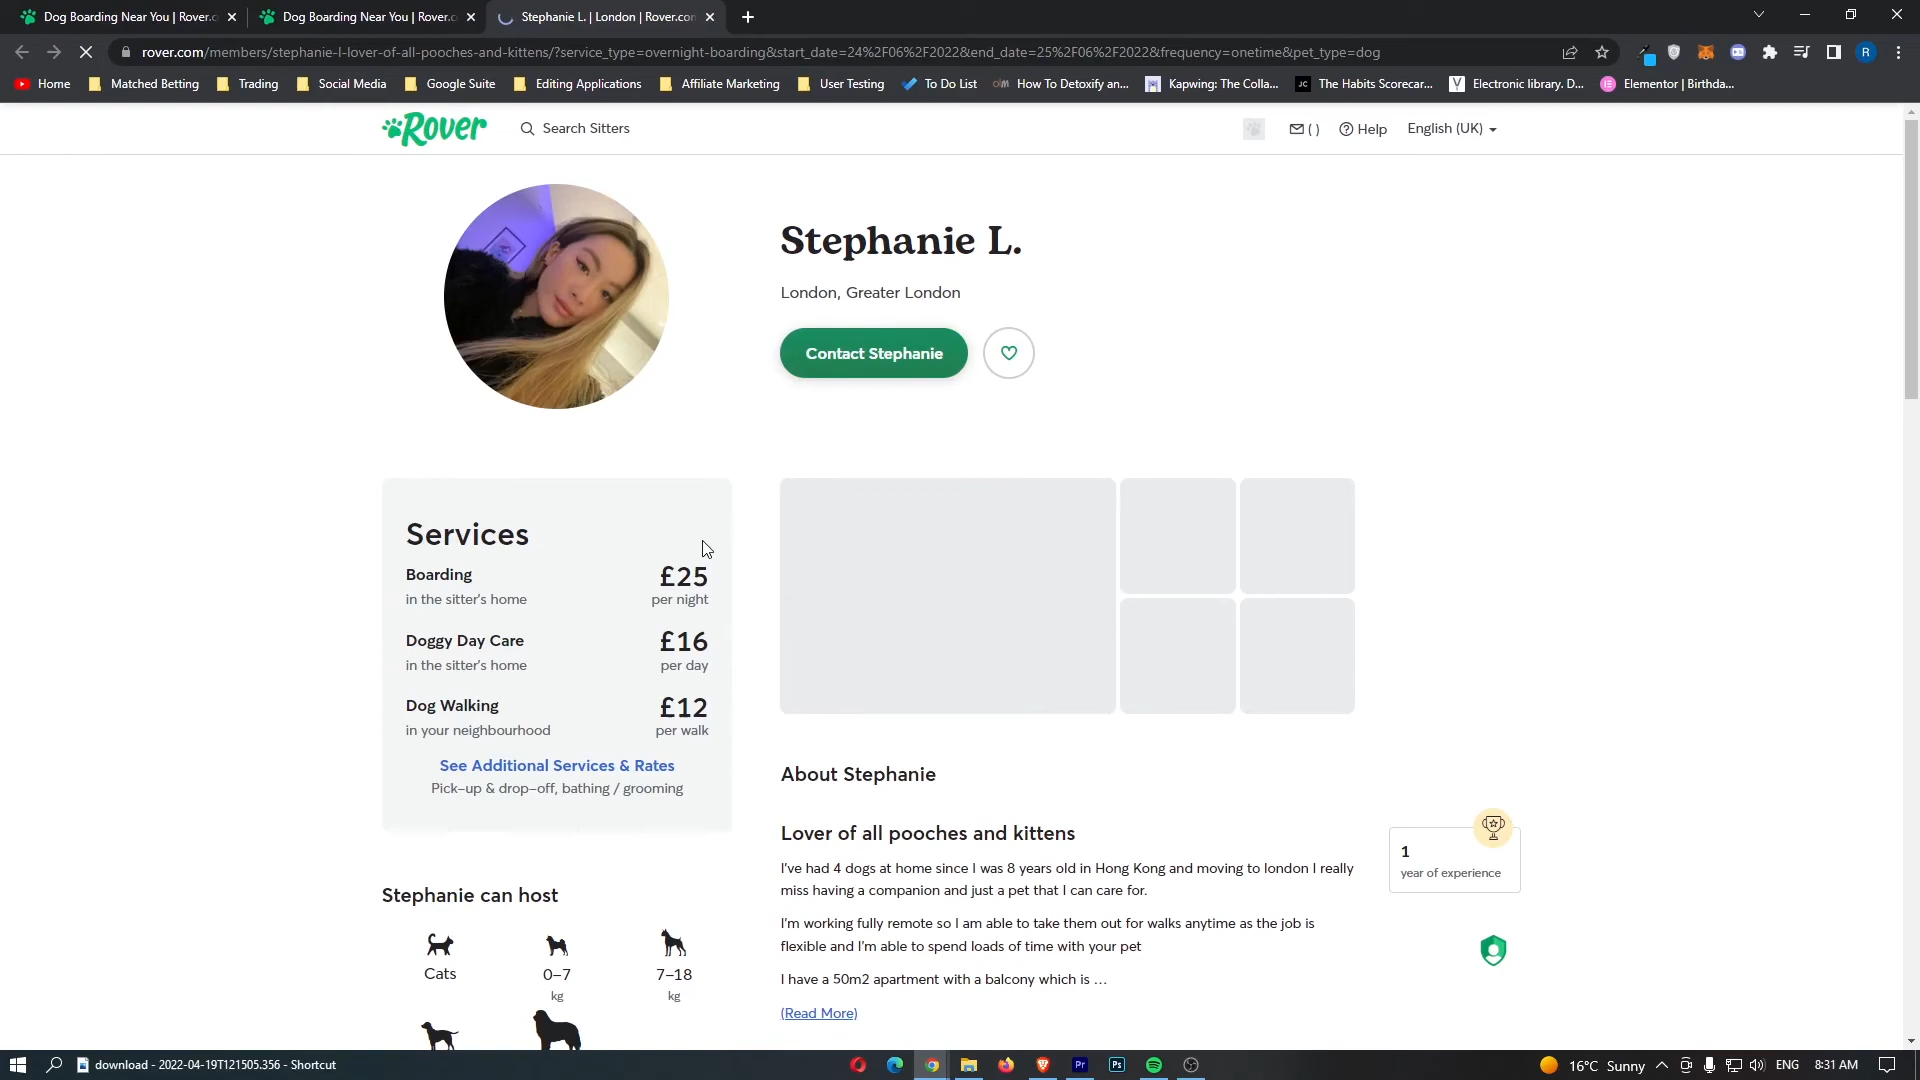 Dog Boarding Near You | Rover.c
Dog Boarding Near You | Rover.c
Stephanie L. | London | Rover.con
rover.com/members/stephanie-l-lover-of-all-pooches-and-kittens/?service_type=overnight-boarding&start_date=24%2F06%2F2022&end_date=25%2F06%2F2022&frequency=onetime&pet_type=dog
R
Home
Matched Betting
Trading
Social Media
Google Suite
Editing Applications
Affiliate Marketing
User Testing
To Do List
How To Detoxify an...
Kapwing: The Colla...
JC The Habits Scorecar...
Electronic library. D...
Elementor | Birthda...
Rover
Search Sitters
( )
Help
English (UK)
Stephanie L.
London, Greater London
Contact Stephanie
Services
Boarding £25
in the sitter's home per night
Doggy Day Care £16
in the sitter's home per day
Dog Walking £12
in your neighbourhood per walk
See Additional Services & Rates
Pick-up & drop-off, bathing / grooming
Stephanie can host
Cats
0–7
kg
7–18
kg
About Stephanie
Lover of all pooches and kittens
I've had 4 dogs at home since I was 8 years old in Hong Kong and moving to london I really
miss having a companion and just a pet that I can care for.
I'm working fully remote so I am able to take them out for walks anytime as the job is
flexible and I'm able to spend loads of time with your pet
I have a 50m2 apartment with a balcony which is …
(Read More)
1
year of experience
download - 2022-04-19T121505.356 - Shortcut
Pr
Ps
16°C Sunny
ENG
8:31 AM